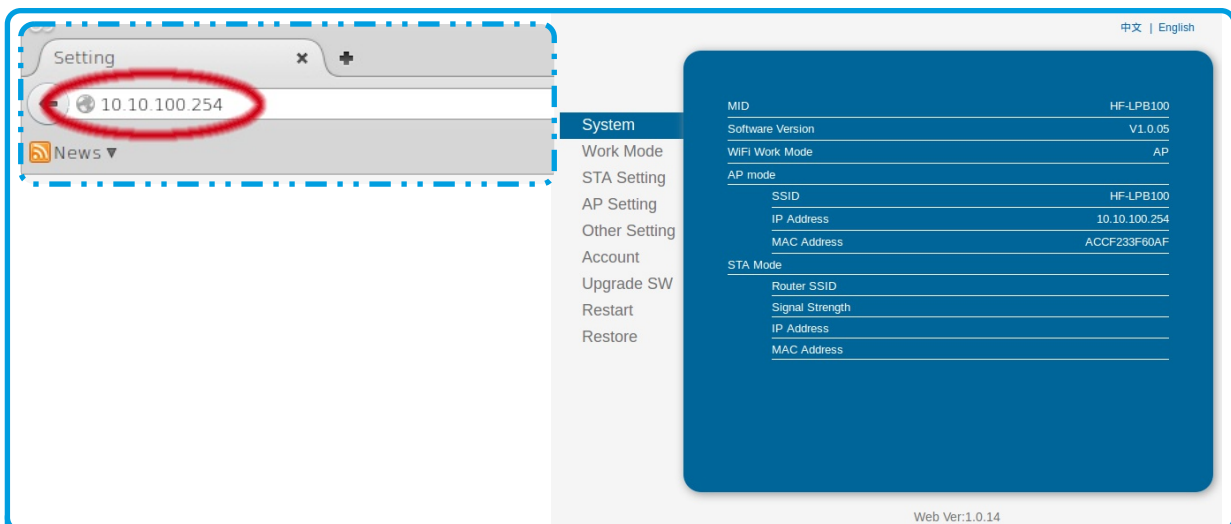 Setting
10.10.100.254
News
中文 | English
System
Work Mode
STA Setting
AP Setting
Other Setting
Account
Upgrade SW
Restart
Restore
MID HF-LPB100
Software Version V1.0.05
WiFi Work Mode AP
AP mode
SSID HF-LPB100
IP Address 10.10.100.254
MAC Address ACCF233F60AF
STA Mode
Router SSID
Signal Strength
IP Address
MAC Address
Web Ver:1.0.14